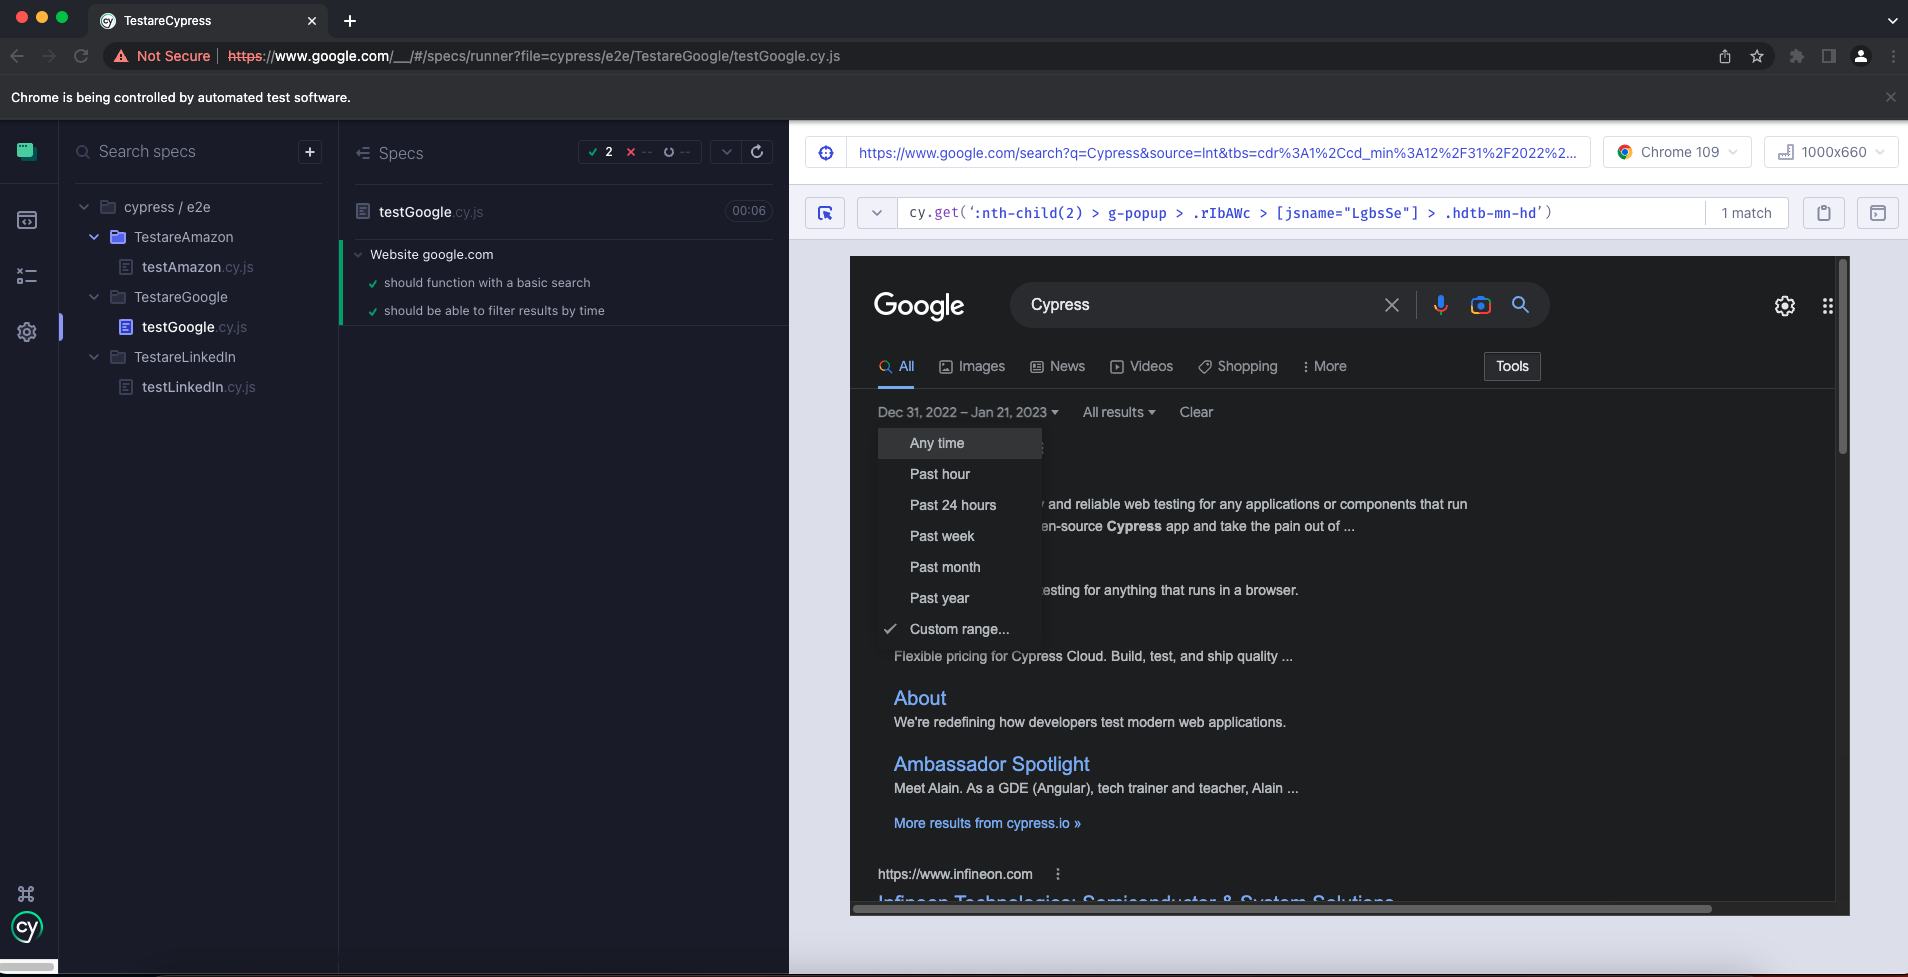 TestareCypress
Not Secure https://www.google.com/__/#/specs/runner?file=cypress/e2e/TestareGoogle/testGoogle.cy.js
Chrome is being controlled by automated test software.
Search specs
cypress / e2e
TestareAmazon
testAmazon.cy.js
TestareGoogle
testGoogle.cy.js
TestareLinkedIn
testLinkedIn.cy.js
cy
Specs 2 -- --
testGoogle.cy.js 00:06
Website google.com
should function with a basic search
should be able to filter results by time
https://www.google.com/search?q=Cypress&source=lnt&tbs=cdr%3A1%2Ccd_min%3A12%2F31%2F2022%2... Chrome 109 1000x660
cy.get(':nth-child(2) > g-popup > .rIbAWc > [jsname="LgbsSe"] > .hdtb-mn-hd') 1 match
Google Cypress
All Images News Videos Shopping More Tools
Dec 31, 2022 – Jan 21, 2023 All results Clear
Any time
Past hour
Past 24 hours
Past week
Past month
Past year
Custom range...
and reliable web testing for any applications or components that run
en-source Cypress app and take the pain out of ...
esting for anything that runs in a browser.
Flexible pricing for Cypress Cloud. Build, test, and ship quality ...
About
We're redefining how developers test modern web applications.
Ambassador Spotlight
Meet Alain. As a GDE (Angular), tech trainer and teacher, Alain ...
More results from cypress.io »
https://www.infineon.com
Infineon Technologies: Semiconductor & System Solutions